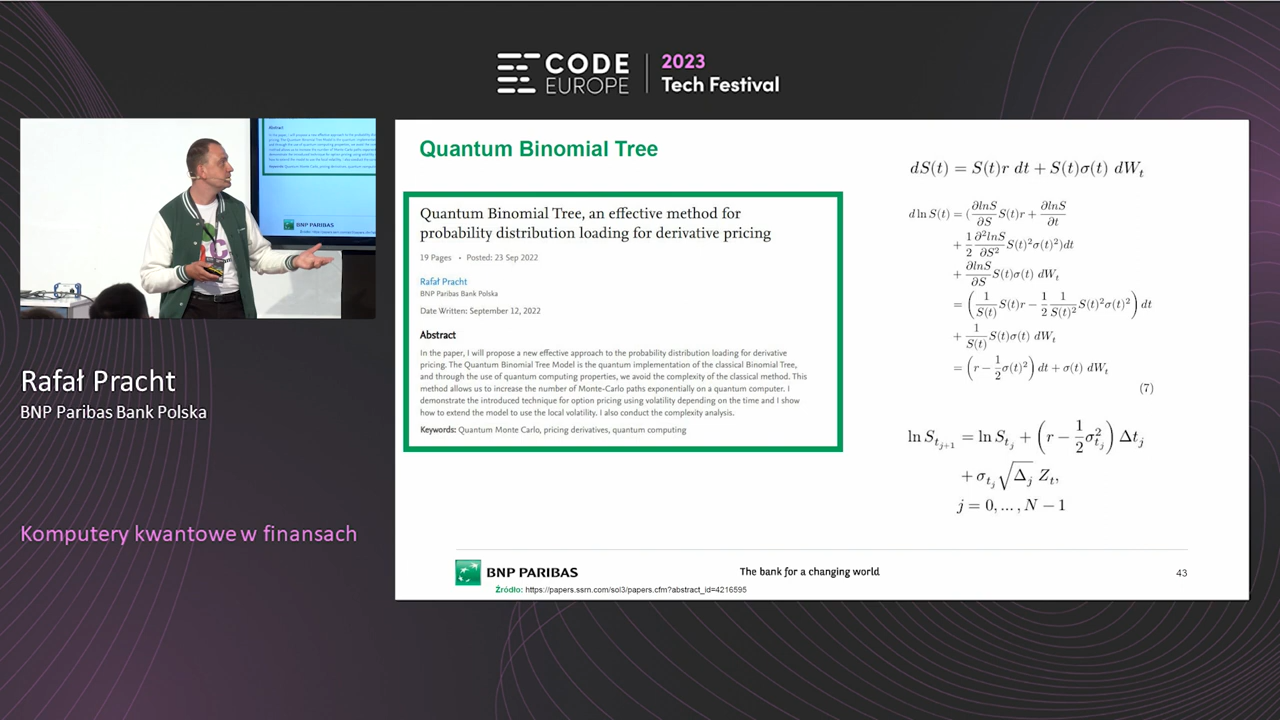 CODE
EUROPE
2023
Tech Festival
BNP PARIBAS
Rafał Pracht
BNP Paribas Bank Polska
Komputery kwantowe w finansach
Quantum Binomial Tree
Quantum Binomial Tree, an effective method for
probability distribution loading for derivative pricing
19 Pages • Posted: 23 Sep 2022
Rafał Pracht
BNP Paribas Bank Polska
Date Written: September 12, 2022
Abstract
In the paper, I will propose a new effective approach to the probability distribution loading for derivative
pricing. The Quantum Binomial Tree Model is the quantum implementation of the classical Binomial Tree,
and through the use of quantum computing properties, we avoid the complexity of the classical method. This
method allows us to increase the number of Monte-Carlo paths exponentially on a quantum computer. I
demonstrate the introduced technique for option pricing using volatility depending on the time and I show
how to extend the model to use the local volatility. I also conduct the complexity analysis.
Keywords: Quantum Monte Carlo, pricing derivatives, quantum computing
dS(t) = S(t)r dt + S(t)σ(t) dW_t
d ln S(t) = (∂lnS/∂S S(t)r + ∂lnS/∂t
+ 1/2 ∂²lnS/∂S² S(t)²σ(t)²)dt
+ ∂lnS/∂S S(t)σ(t) dW_t
= (1/S(t) S(t)r − 1/2 1/S(t)² S(t)²σ(t)²) dt
+ 1/S(t) S(t)σ(t) dW_t
= (r − 1/2 σ(t)²) dt + σ(t) dW_t
(7)
ln S_{t_{j+1}} = ln S_{t_j} + (r − 1/2 σ²_{t_j}) Δt_j
+ σ_{t_j} √Δ_j Z_t,
j = 0, … , N − 1
BNP PARIBAS
The bank for a changing world
43
Źródło: https://papers.ssrn.com/sol3/papers.cfm?abstract_id=4216595